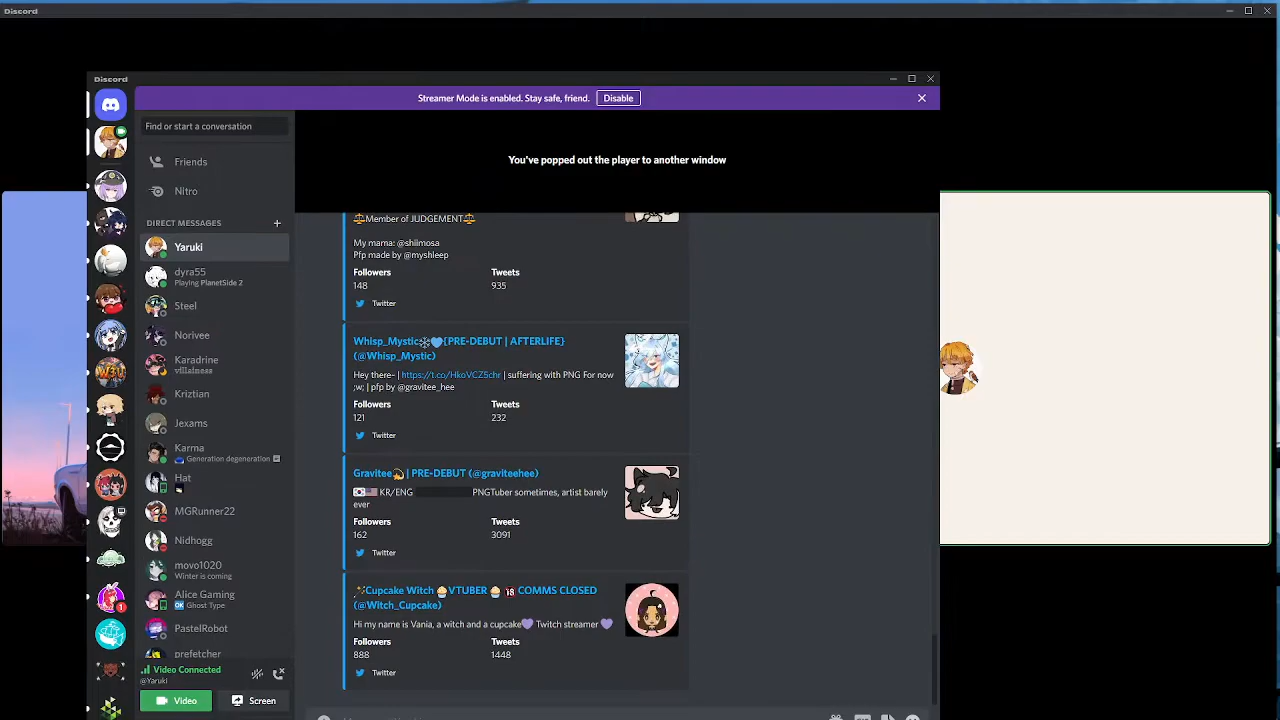 Discord
Discord
Streamer Mode is enabled. Stay safe, friend.
Disable
Find or start a conversation
Friends
Nitro
DIRECT MESSAGES
Yaruki
dyra55
Playing PlanetSide 2
Steel
Norivee
Karadrine
villainess
Kriztian
Jexams
Karma
Generation degeneration
Hat
MGRunner22
Nidhogg
movo1020
Winter is coming
Alice Gaming
OK Ghost Type
PastelRobot
prefetcher
Video Connected
@Yaruki
Video
Screen
You've popped out the player to another window
⚖️Member of JUDGEMENT⚖️
My mama: @shiimosa
Pfp made by @myshleep
Followers Tweets
148 935
Twitter
Whisp_Mystic❄️💙{PRE-DEBUT | AFTERLIFE}
(@Whisp_Mystic)
Hey there~ | https://t.co/HkoVCZ5chr | suffering with PNG For now
;w; | pfp by @gravitee_hee
Followers Tweets
121 232
Twitter
Gravitee💫 | PRE-DEBUT (@graviteehee)
🇰🇷🇺🇸 KR/ENG PNGTuber sometimes, artist barely
ever
Followers Tweets
162 3091
Twitter
🪄Cupcake Witch 🧁VTUBER 🧁 🔞 COMMS CLOSED
(@Witch_Cupcake)
Hi my name is Vania, a witch and a cupcake💜 Twitch streamer 💜
Followers Tweets
888 1448
Twitter
1